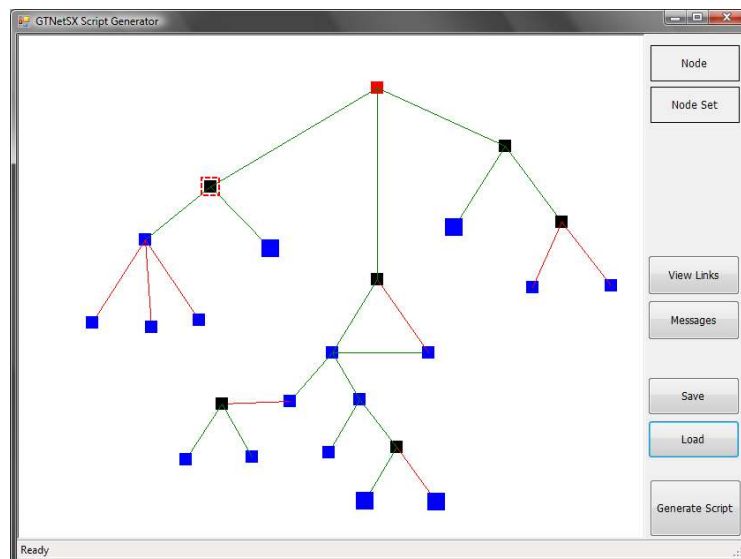 GTNetSX Script Generator
Node
Node Set
View Links
Messages
Save
Load
Generate Script
Ready